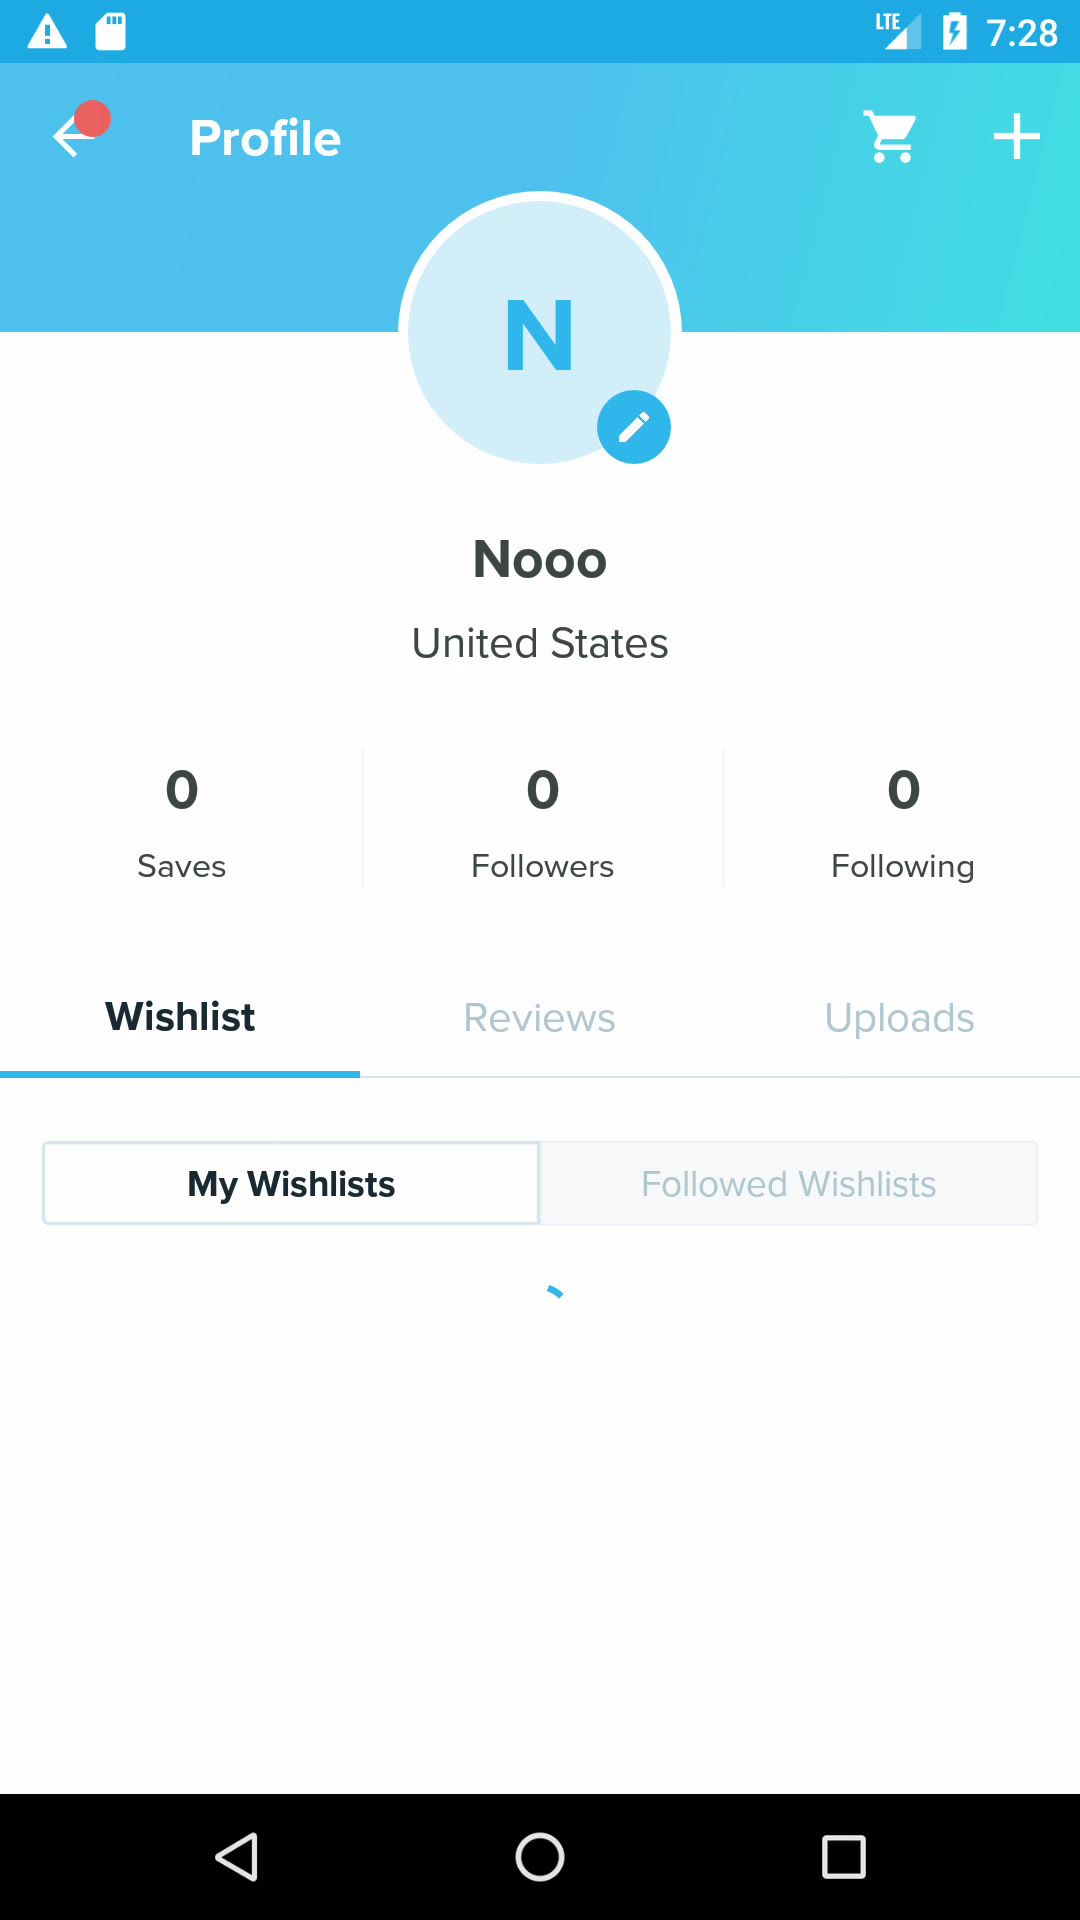 LTE 7:28
Profile
N
Nooo
United States
0 0 0
Saves Followers Following
Wishlist Reviews Uploads
My Wishlists Followed Wishlists